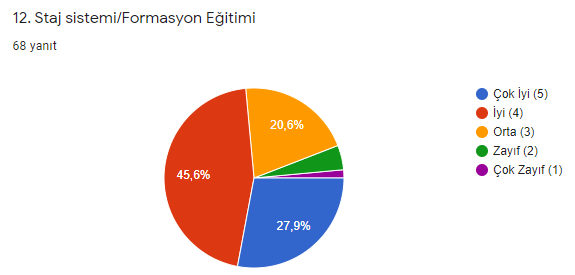 12. Staj sistemi/Formasyon Eğitimi
68 yanıt
Çok İyi (5)
İyi (4)
Orta (3)
Zayıf (2)
Çok Zayıf (1)
20,6%
45,6%
27,9%